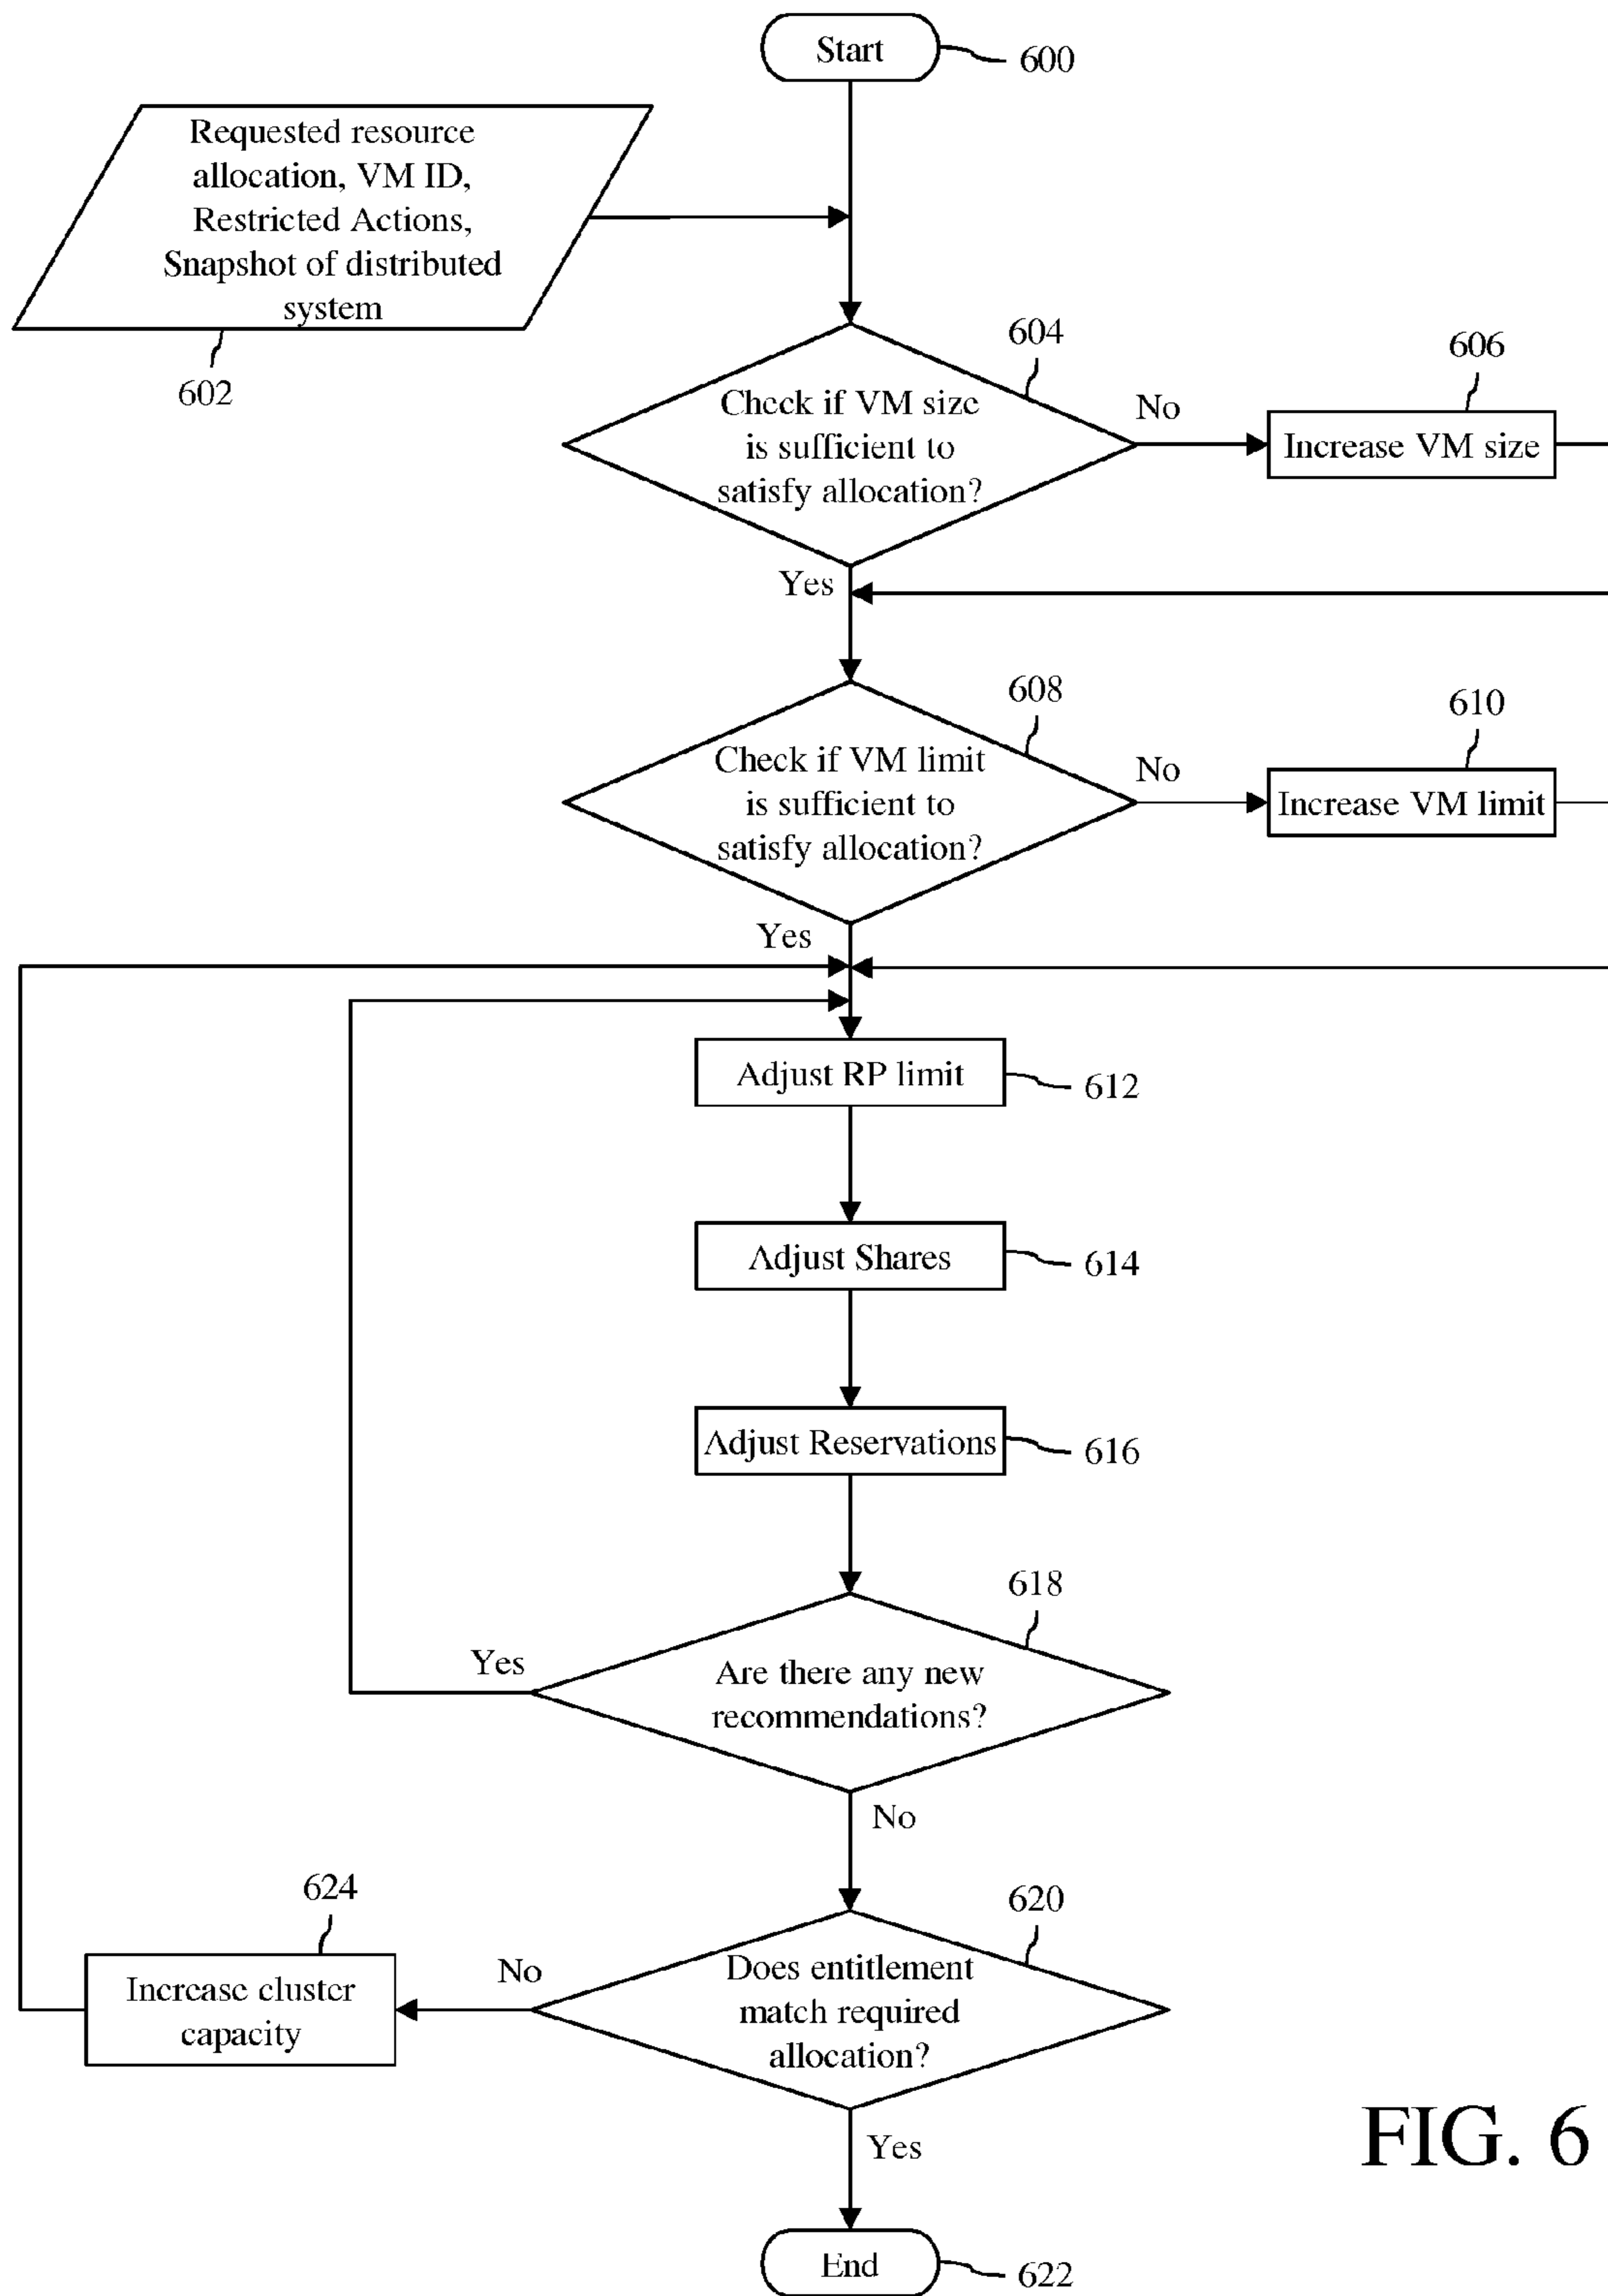 Start
600
Requested resource
allocation, VM ID,
Restricted Actions,
Snapshot of distributed
system
602
604
Check if VM size
is sufficient to
satisfy allocation?
No
606
Increase VM size
Yes
608
Check if VM limit
is sufficient to
satisfy allocation?
No
610
Increase VM limit
Yes
Adjust RP limit
612
Adjust Shares
614
Adjust Reservations
616
618
Are there any new
recommendations?
Yes
No
620
Does entitlement
match required
allocation?
No
624
Increase cluster
capacity
Yes
End
622
FIG. 6